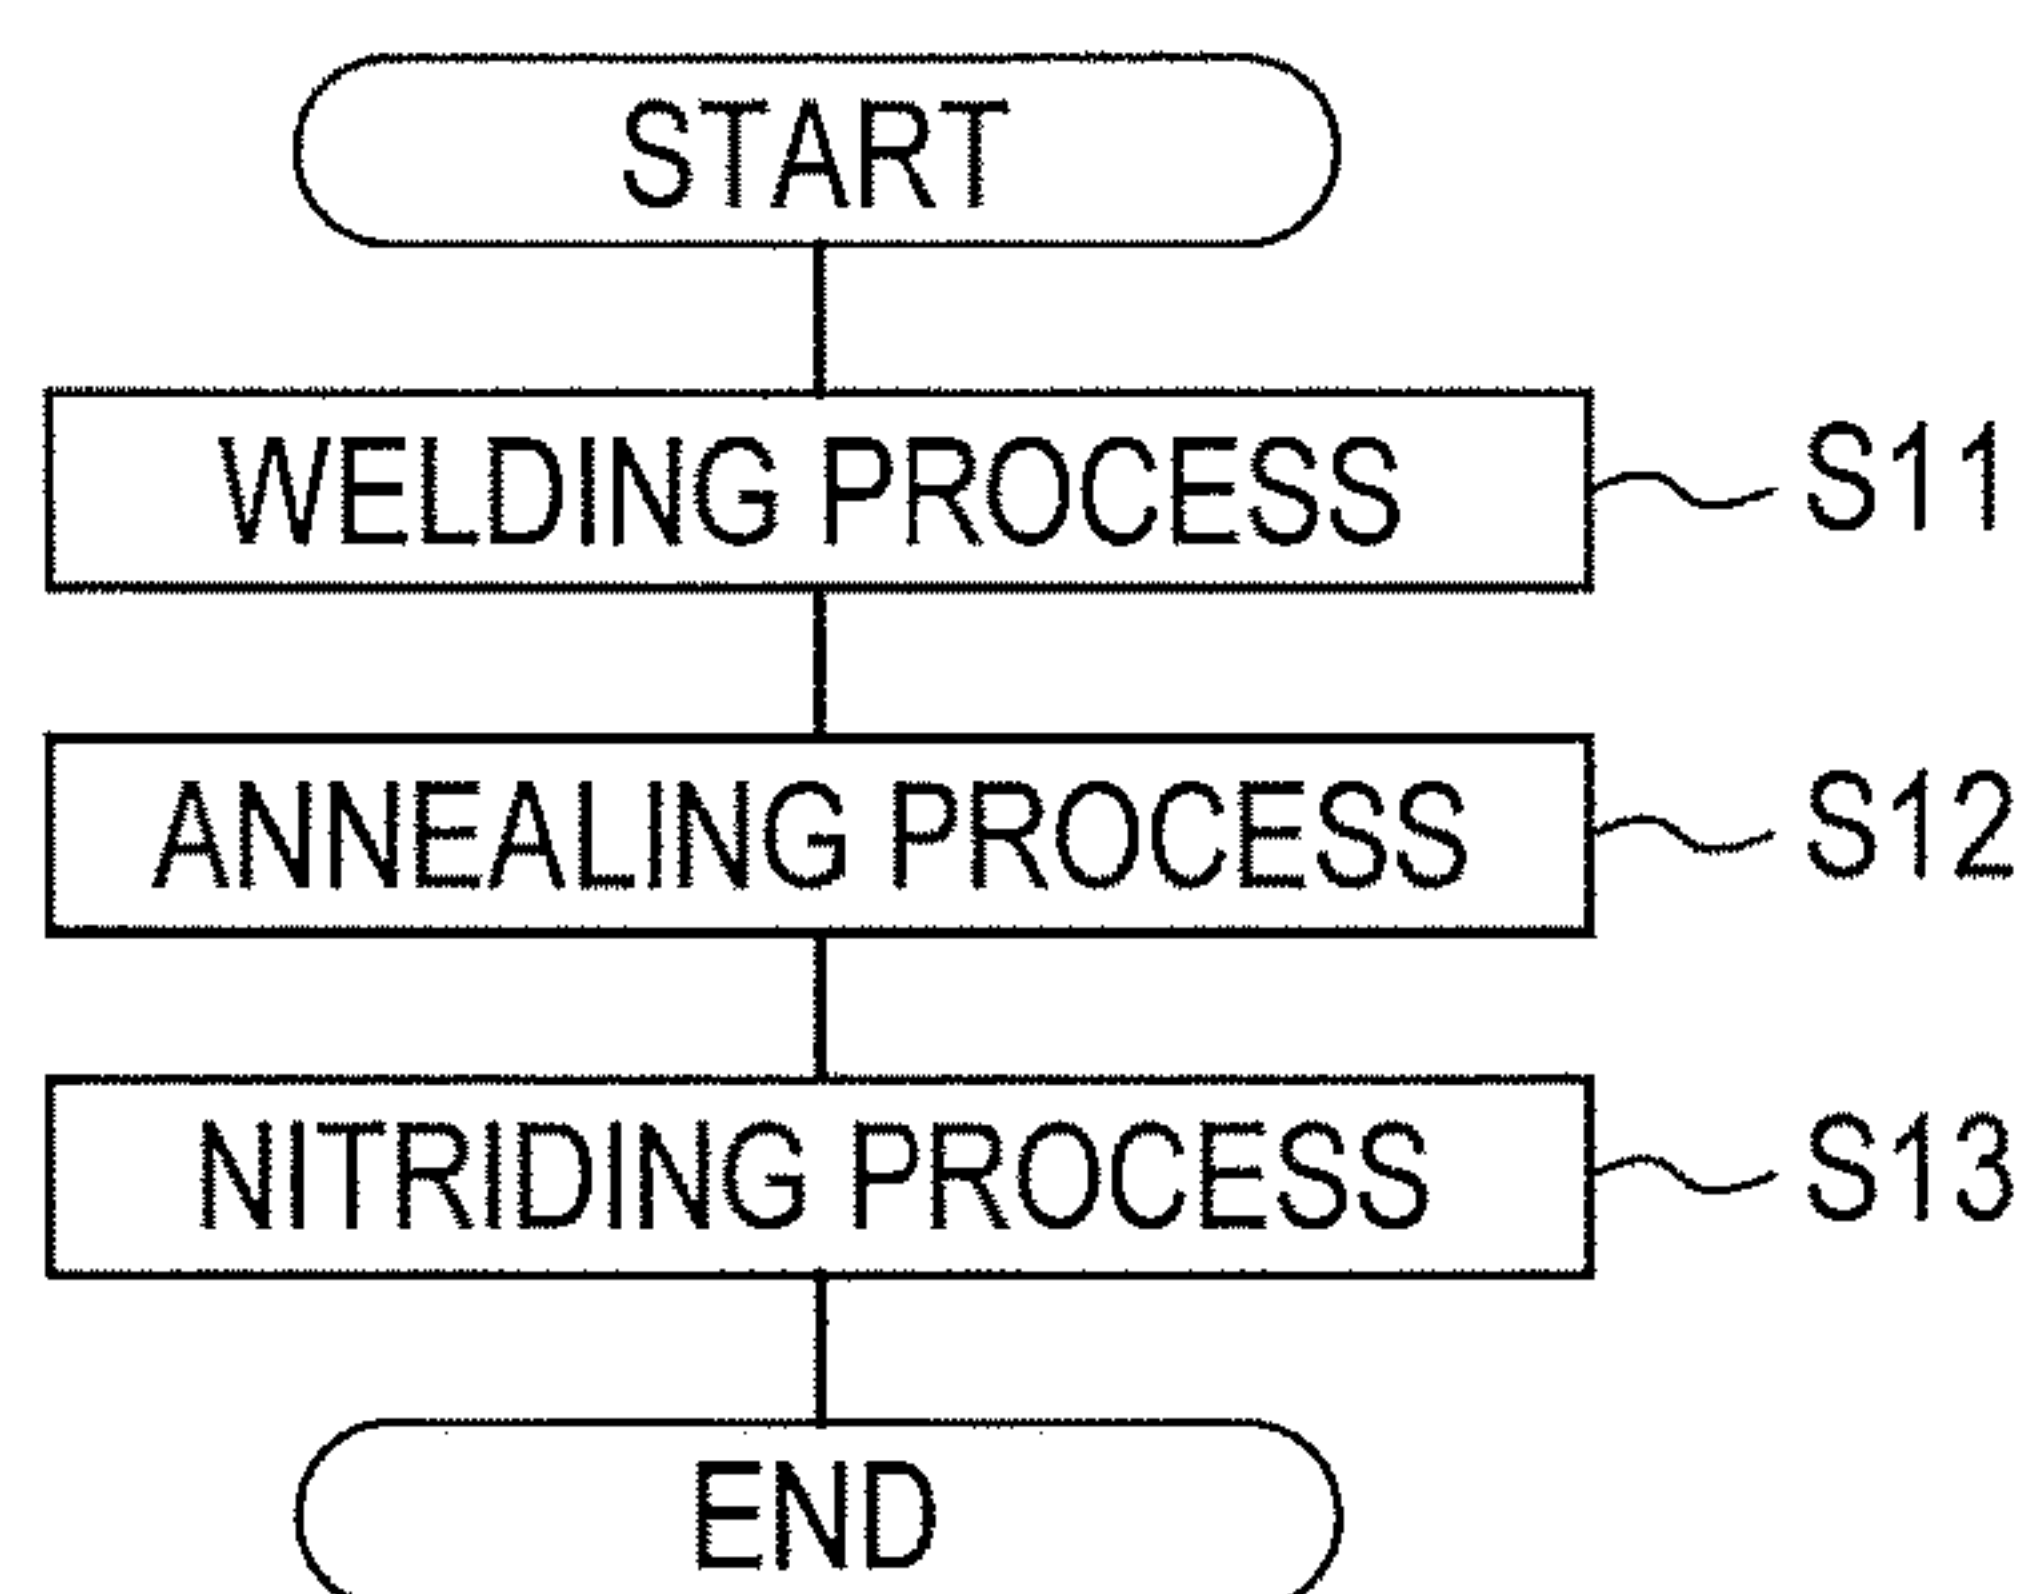 START
WELDING PROCESS S11
ANNEALING PROCESS S12
NITRIDING PROCESS S13
END